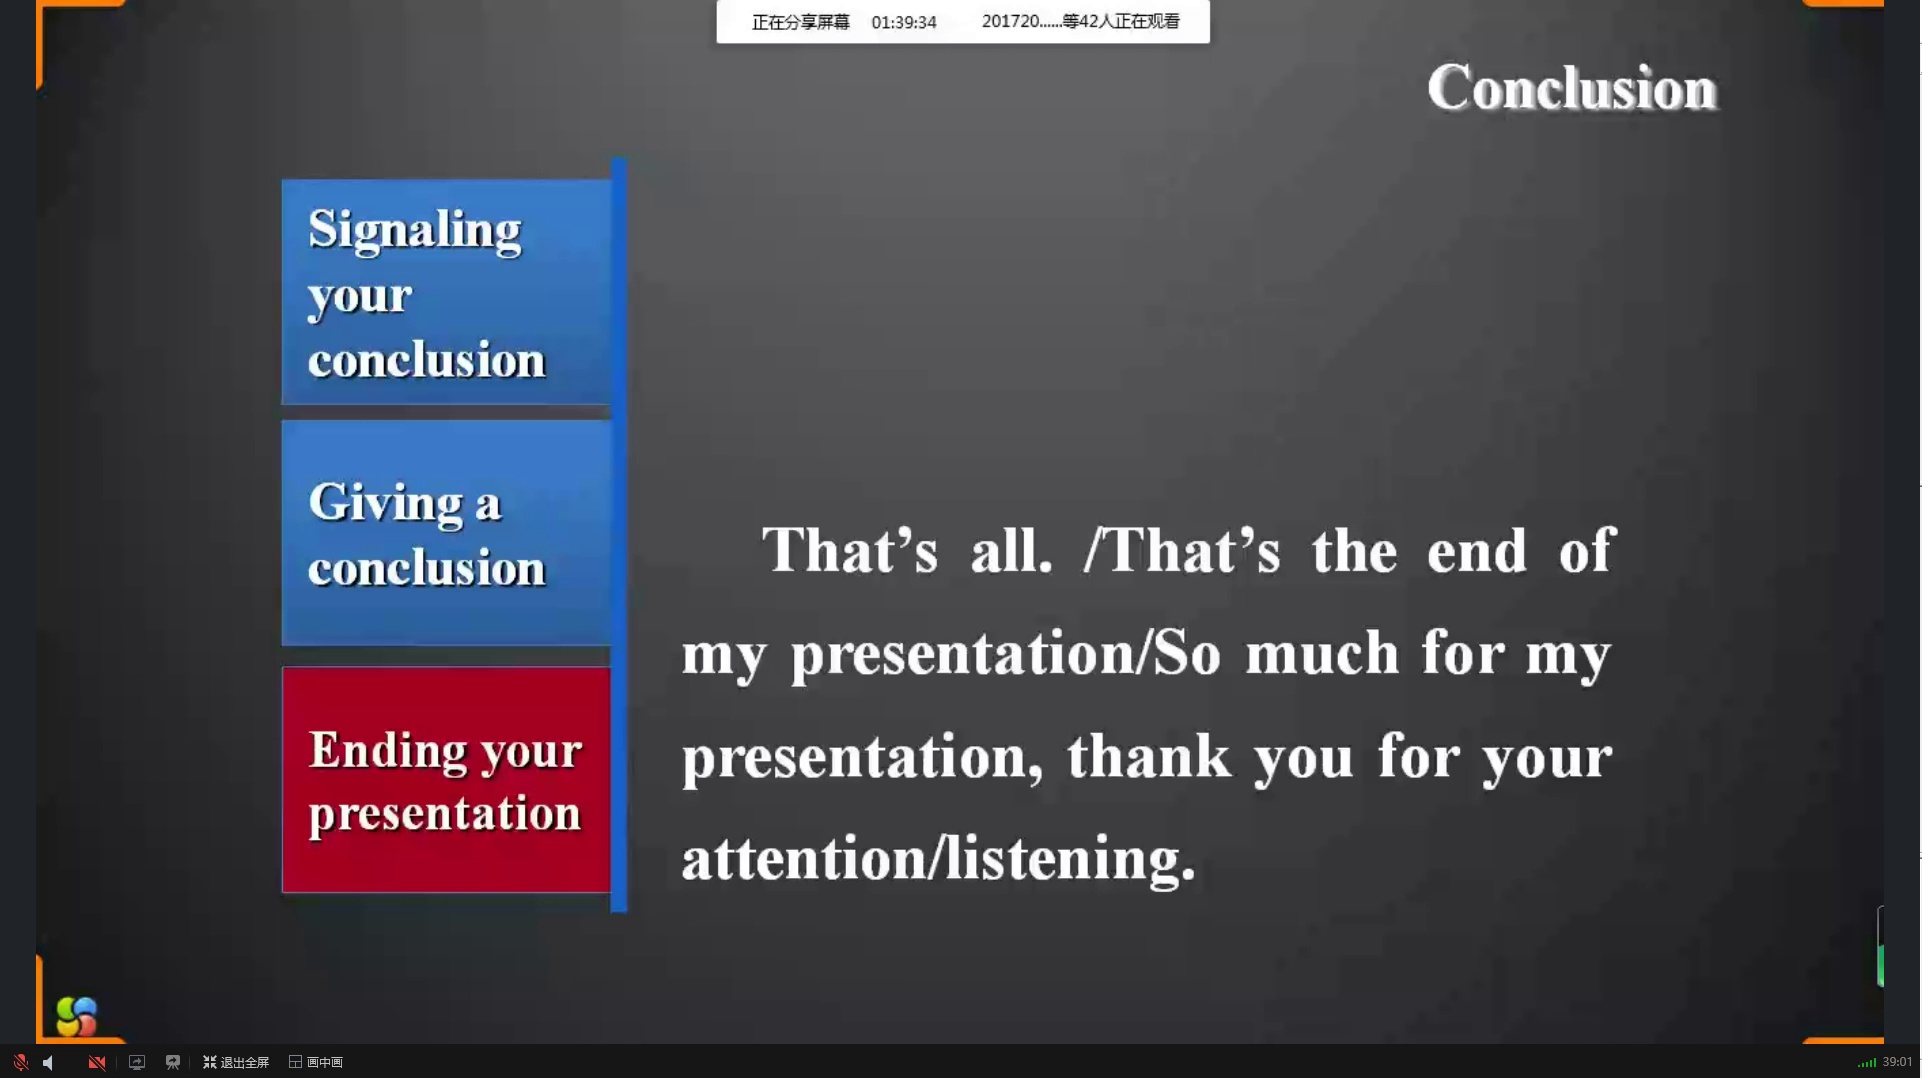 正在分享屏幕 01:39:34 201720......等42人正在观看
Conclusion
Signaling
your
conclusion
Giving a
conclusion
Ending your
presentation
That’s all. /That’s the end of
my presentation/So much for my
presentation, thank you for your
attention/listening.
退出全屏 画中画 39:01